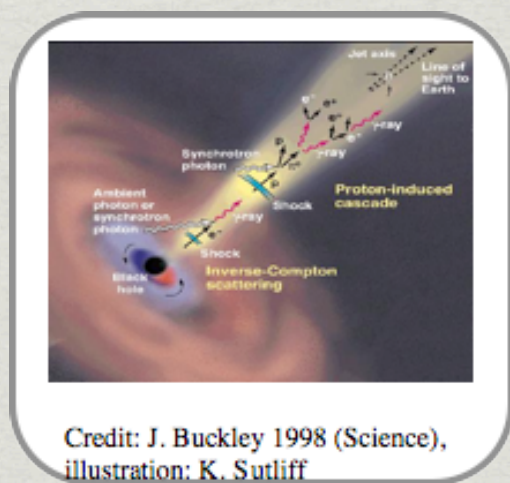 Jet axis
Line of
sight to
Earth
e⁺
e⁻
γ-ray
Synchrotron
photon
p
γ-ray
e⁺
Proton-induced
cascade
Ambient
photon or
synchrotron
photon
γ-ray
Shock
e⁻
Shock
Black
hole
Inverse-Compton
scattering
Credit: J. Buckley 1998 (Science),
illustration: K. Sutliff